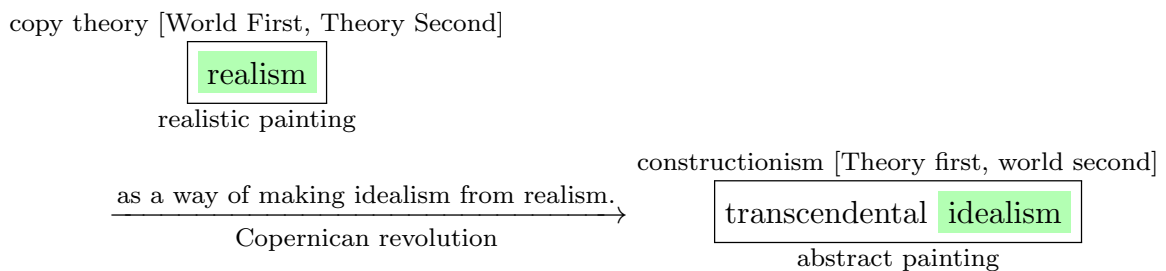 copy theory [World First, Theory Second]
realism
realistic painting
constructionism [Theory first, world second]
as a way of making idealism from realism.
transcendental idealism
Copernican revolution
abstract painting